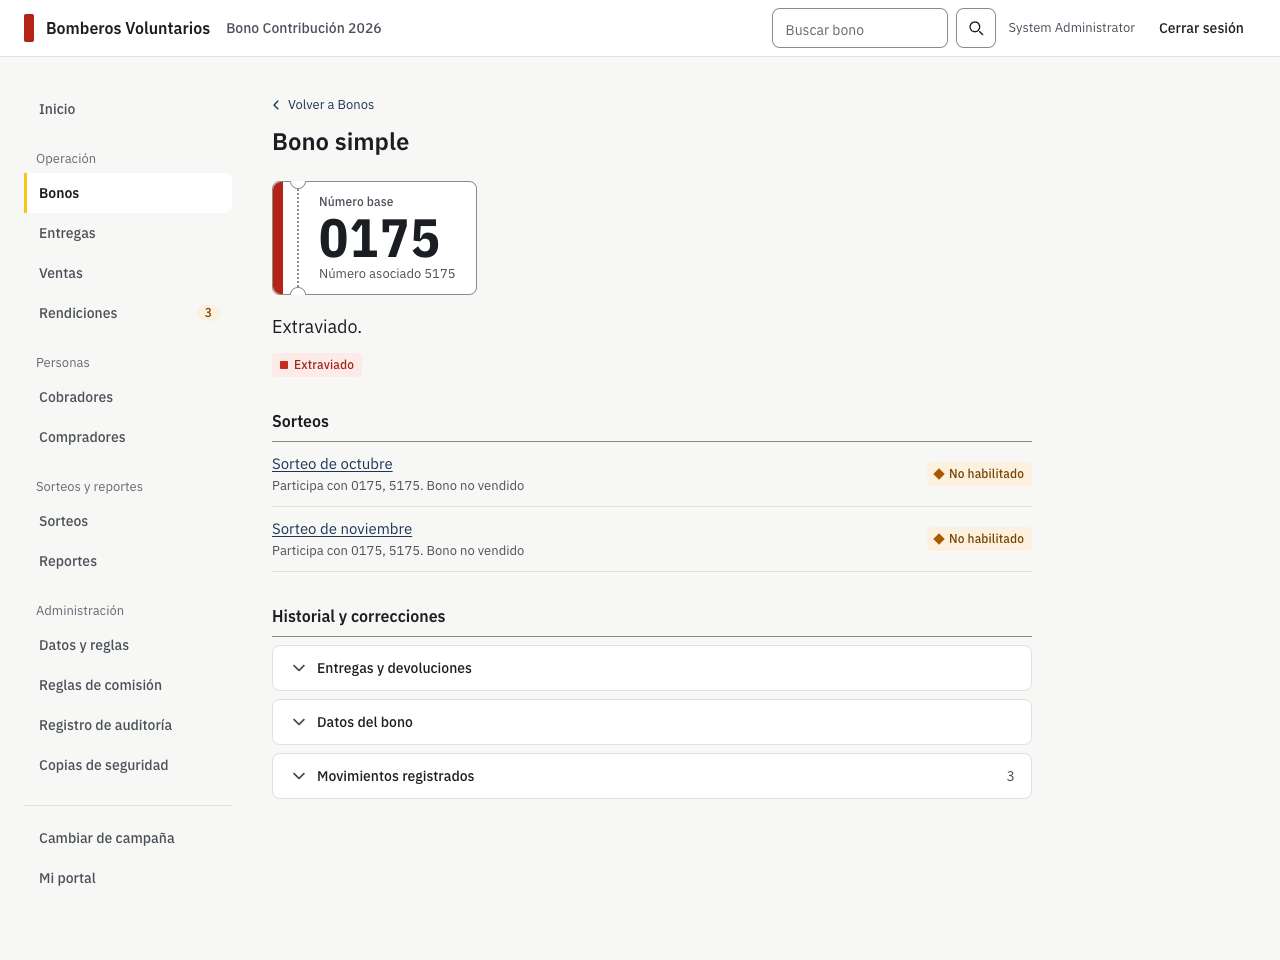 Bomberos Voluntarios
Bono Contribución 2026
Buscar bono
System Administrator
Cerrar sesión
Inicio
Operación
Bonos
Entregas
Ventas
Rendiciones 3
Personas
Cobradores
Compradores
Sorteos y reportes
Sorteos
Reportes
Administración
Datos y reglas
Reglas de comisión
Registro de auditoría
Copias de seguridad
Cambiar de campaña
Mi portal
Volver a Bonos
Bono simple
Número base
0175
Número asociado 5175
Extraviado.
Extraviado
Sorteos
Sorteo de octubre
Participa con 0175, 5175. Bono no vendido
No habilitado
Sorteo de noviembre
Participa con 0175, 5175. Bono no vendido
No habilitado
Historial y correcciones
Entregas y devoluciones
Datos del bono
Movimientos registrados 3